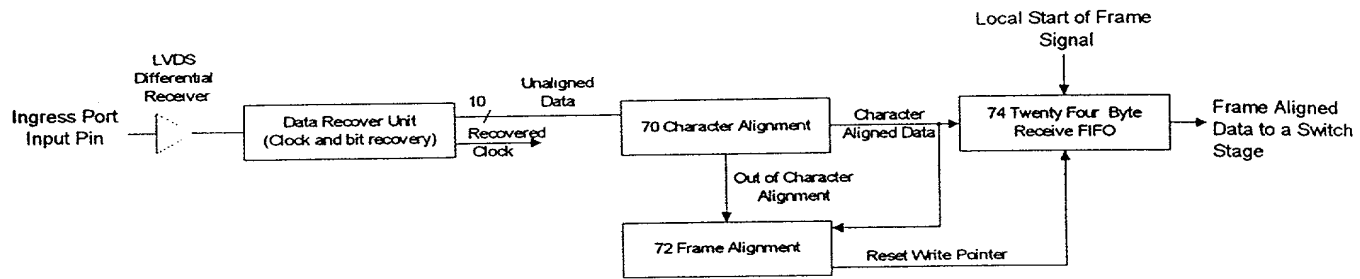 Local Start of Frame
Signal
LVDS
Differential
Receiver
Ingress Port
Input Pin
Data Recover Unit
(Clock and bit recovery)
10
Unaligned
Data
Recovered
Clock
70 Character Alignment
Character
Aligned Data
74 Twenty Four Byte
Receive FIFO
Frame Aligned
Data to a Switch
Stage
Out of Character
Alignment
72 Frame Alignment
Reset Write Pointer